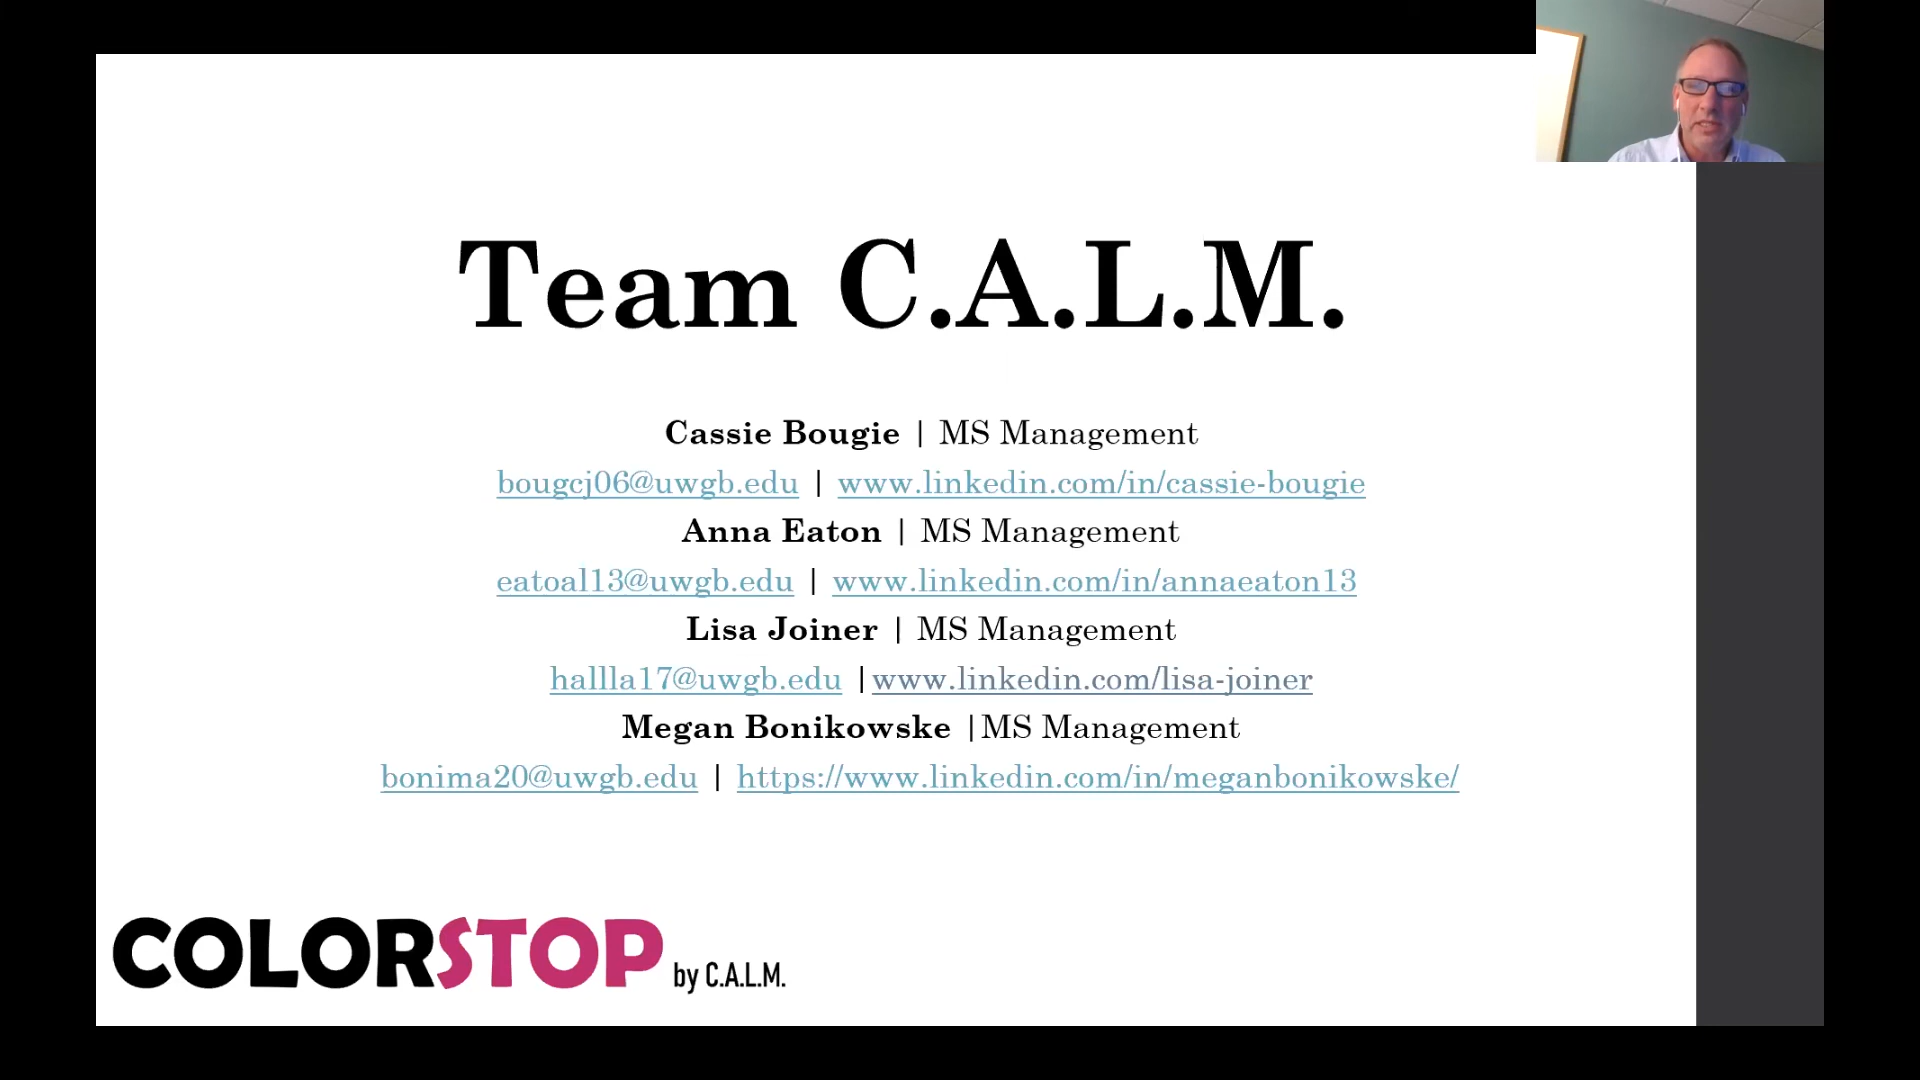 Team C.A.L.M.
Cassie Bougie | MS Management
bougcj06@uwgb.edu | www.linkedin.com/in/cassie-bougie
Anna Eaton | MS Management
eatoal13@uwgb.edu | www.linkedin.com/in/annaeaton13
Lisa Joiner | MS Management
hallla17@uwgb.edu |www.linkedin.com/lisa-joiner
Megan Bonikowske |MS Management
bonima20@uwgb.edu | https://www.linkedin.com/in/meganbonikowske/
COLORSTOP by C.A.L.M.